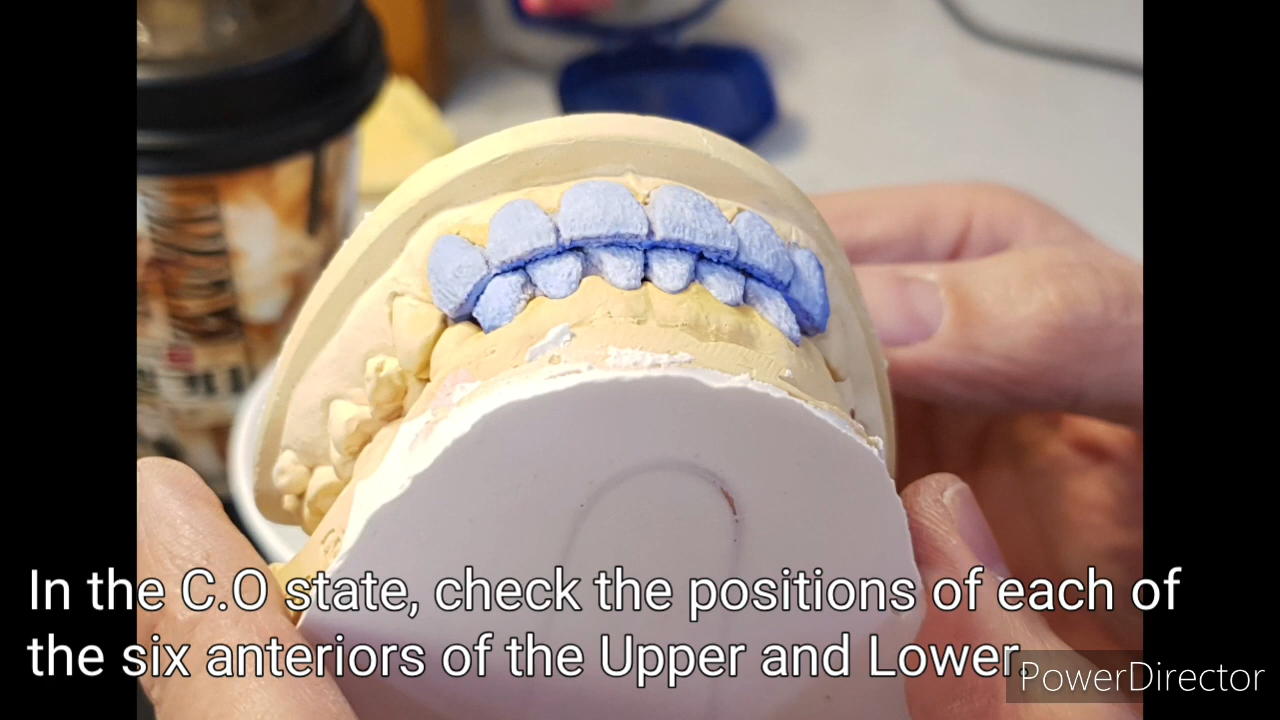 In the C.O state, check the positions of each of
the six anteriors of the Upper and Lower.
PowerDirector